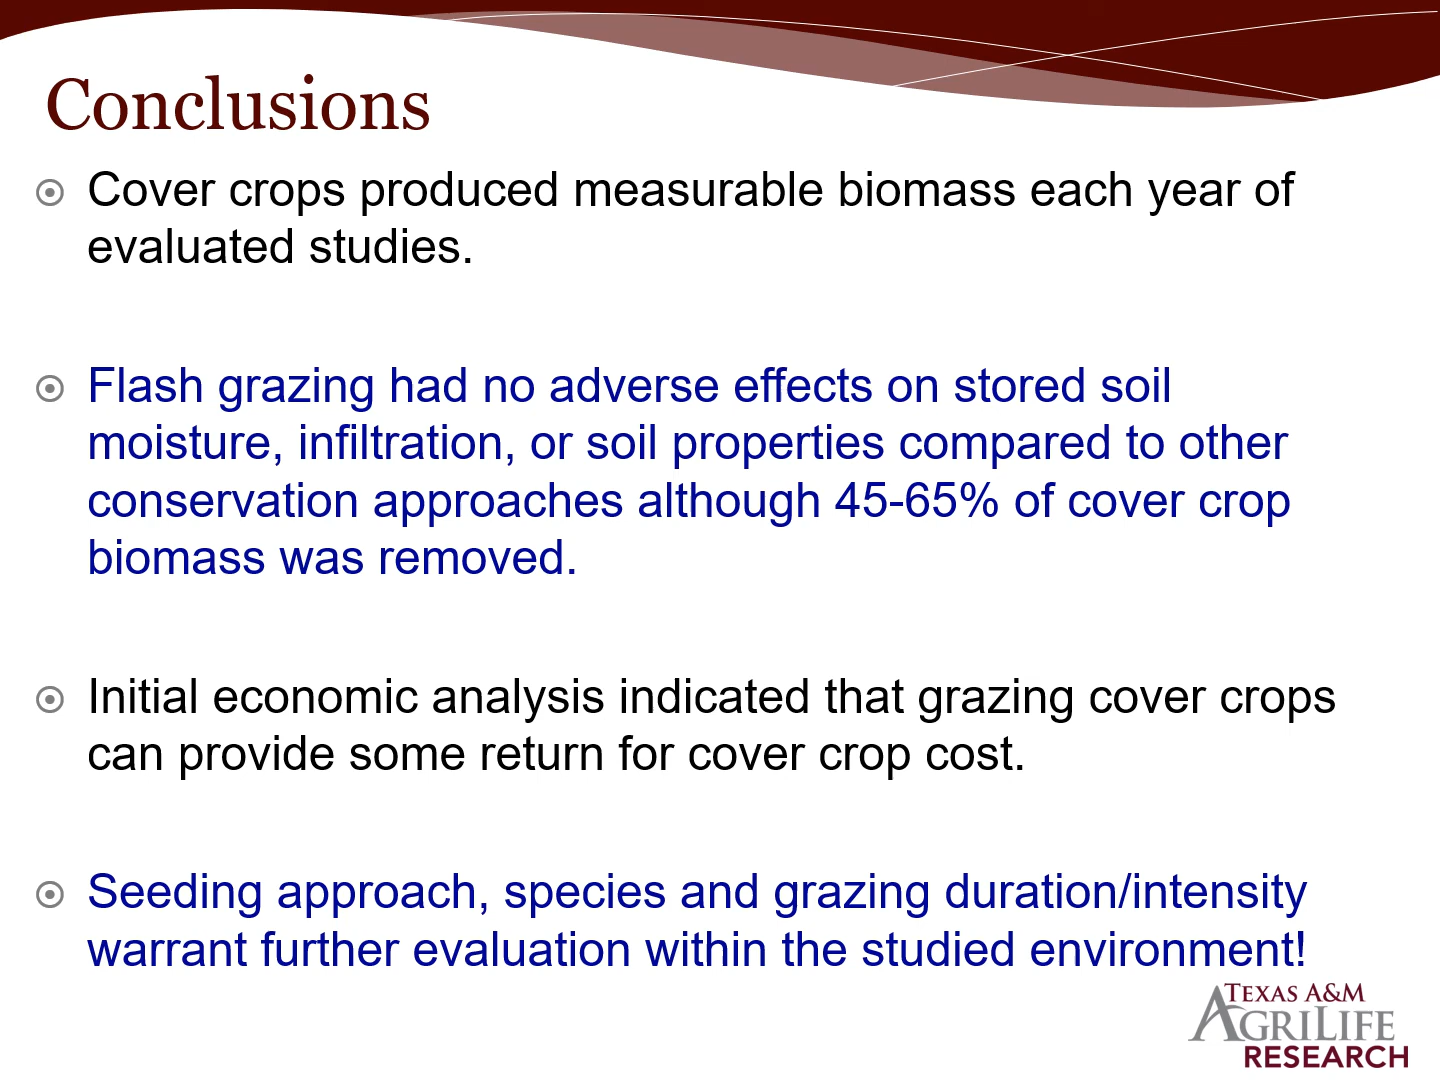 Conclusions
Cover crops produced measurable biomass each year of
evaluated studies.
Flash grazing had no adverse effects on stored soil
moisture, infiltration, or soil properties compared to other
conservation approaches although 45-65% of cover crop
biomass was removed.
Initial economic analysis indicated that grazing cover crops
can provide some return for cover crop cost.
Seeding approach, species and grazing duration/intensity
warrant further evaluation within the studied environment!
TEXAS A&M
AGRILIFE
RESEARCH